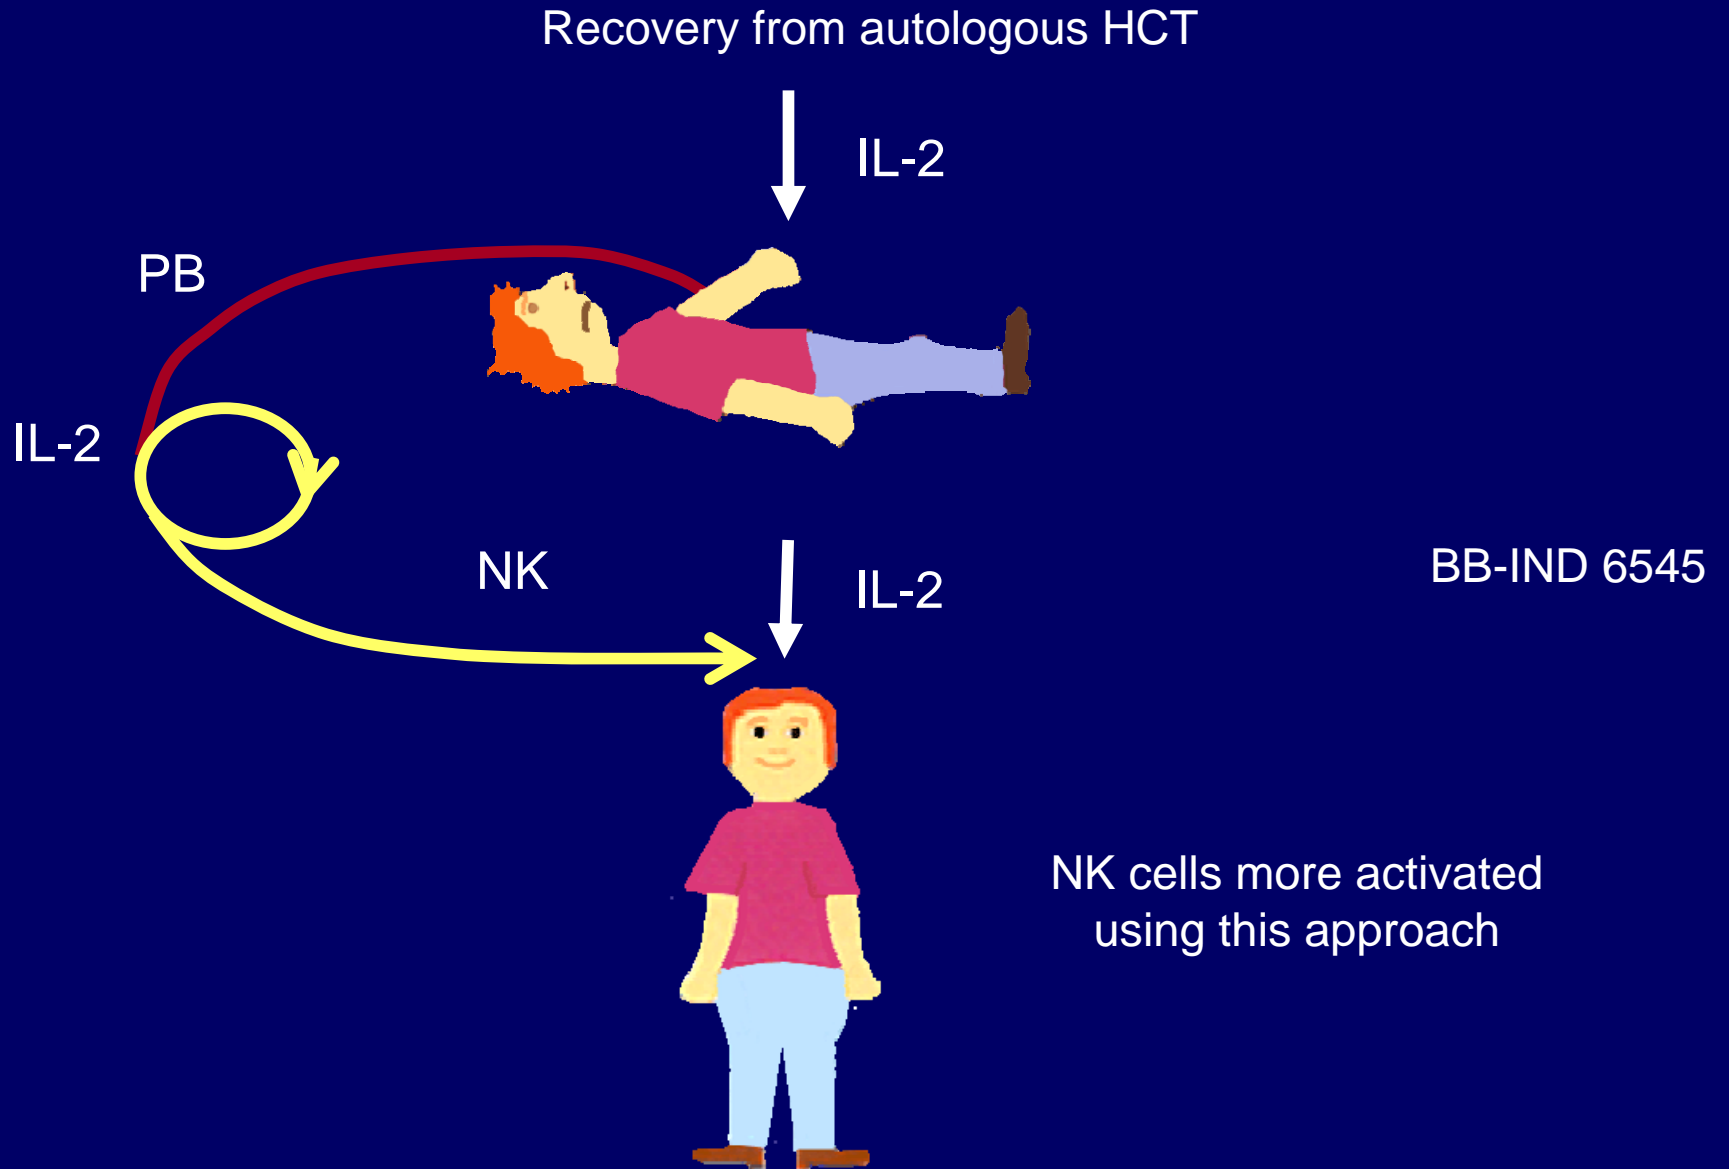 Recovery from autologous HCT
IL-2
PB
IL-2
NK
IL-2
BB-IND 6545
NK cells more activated
using this approach